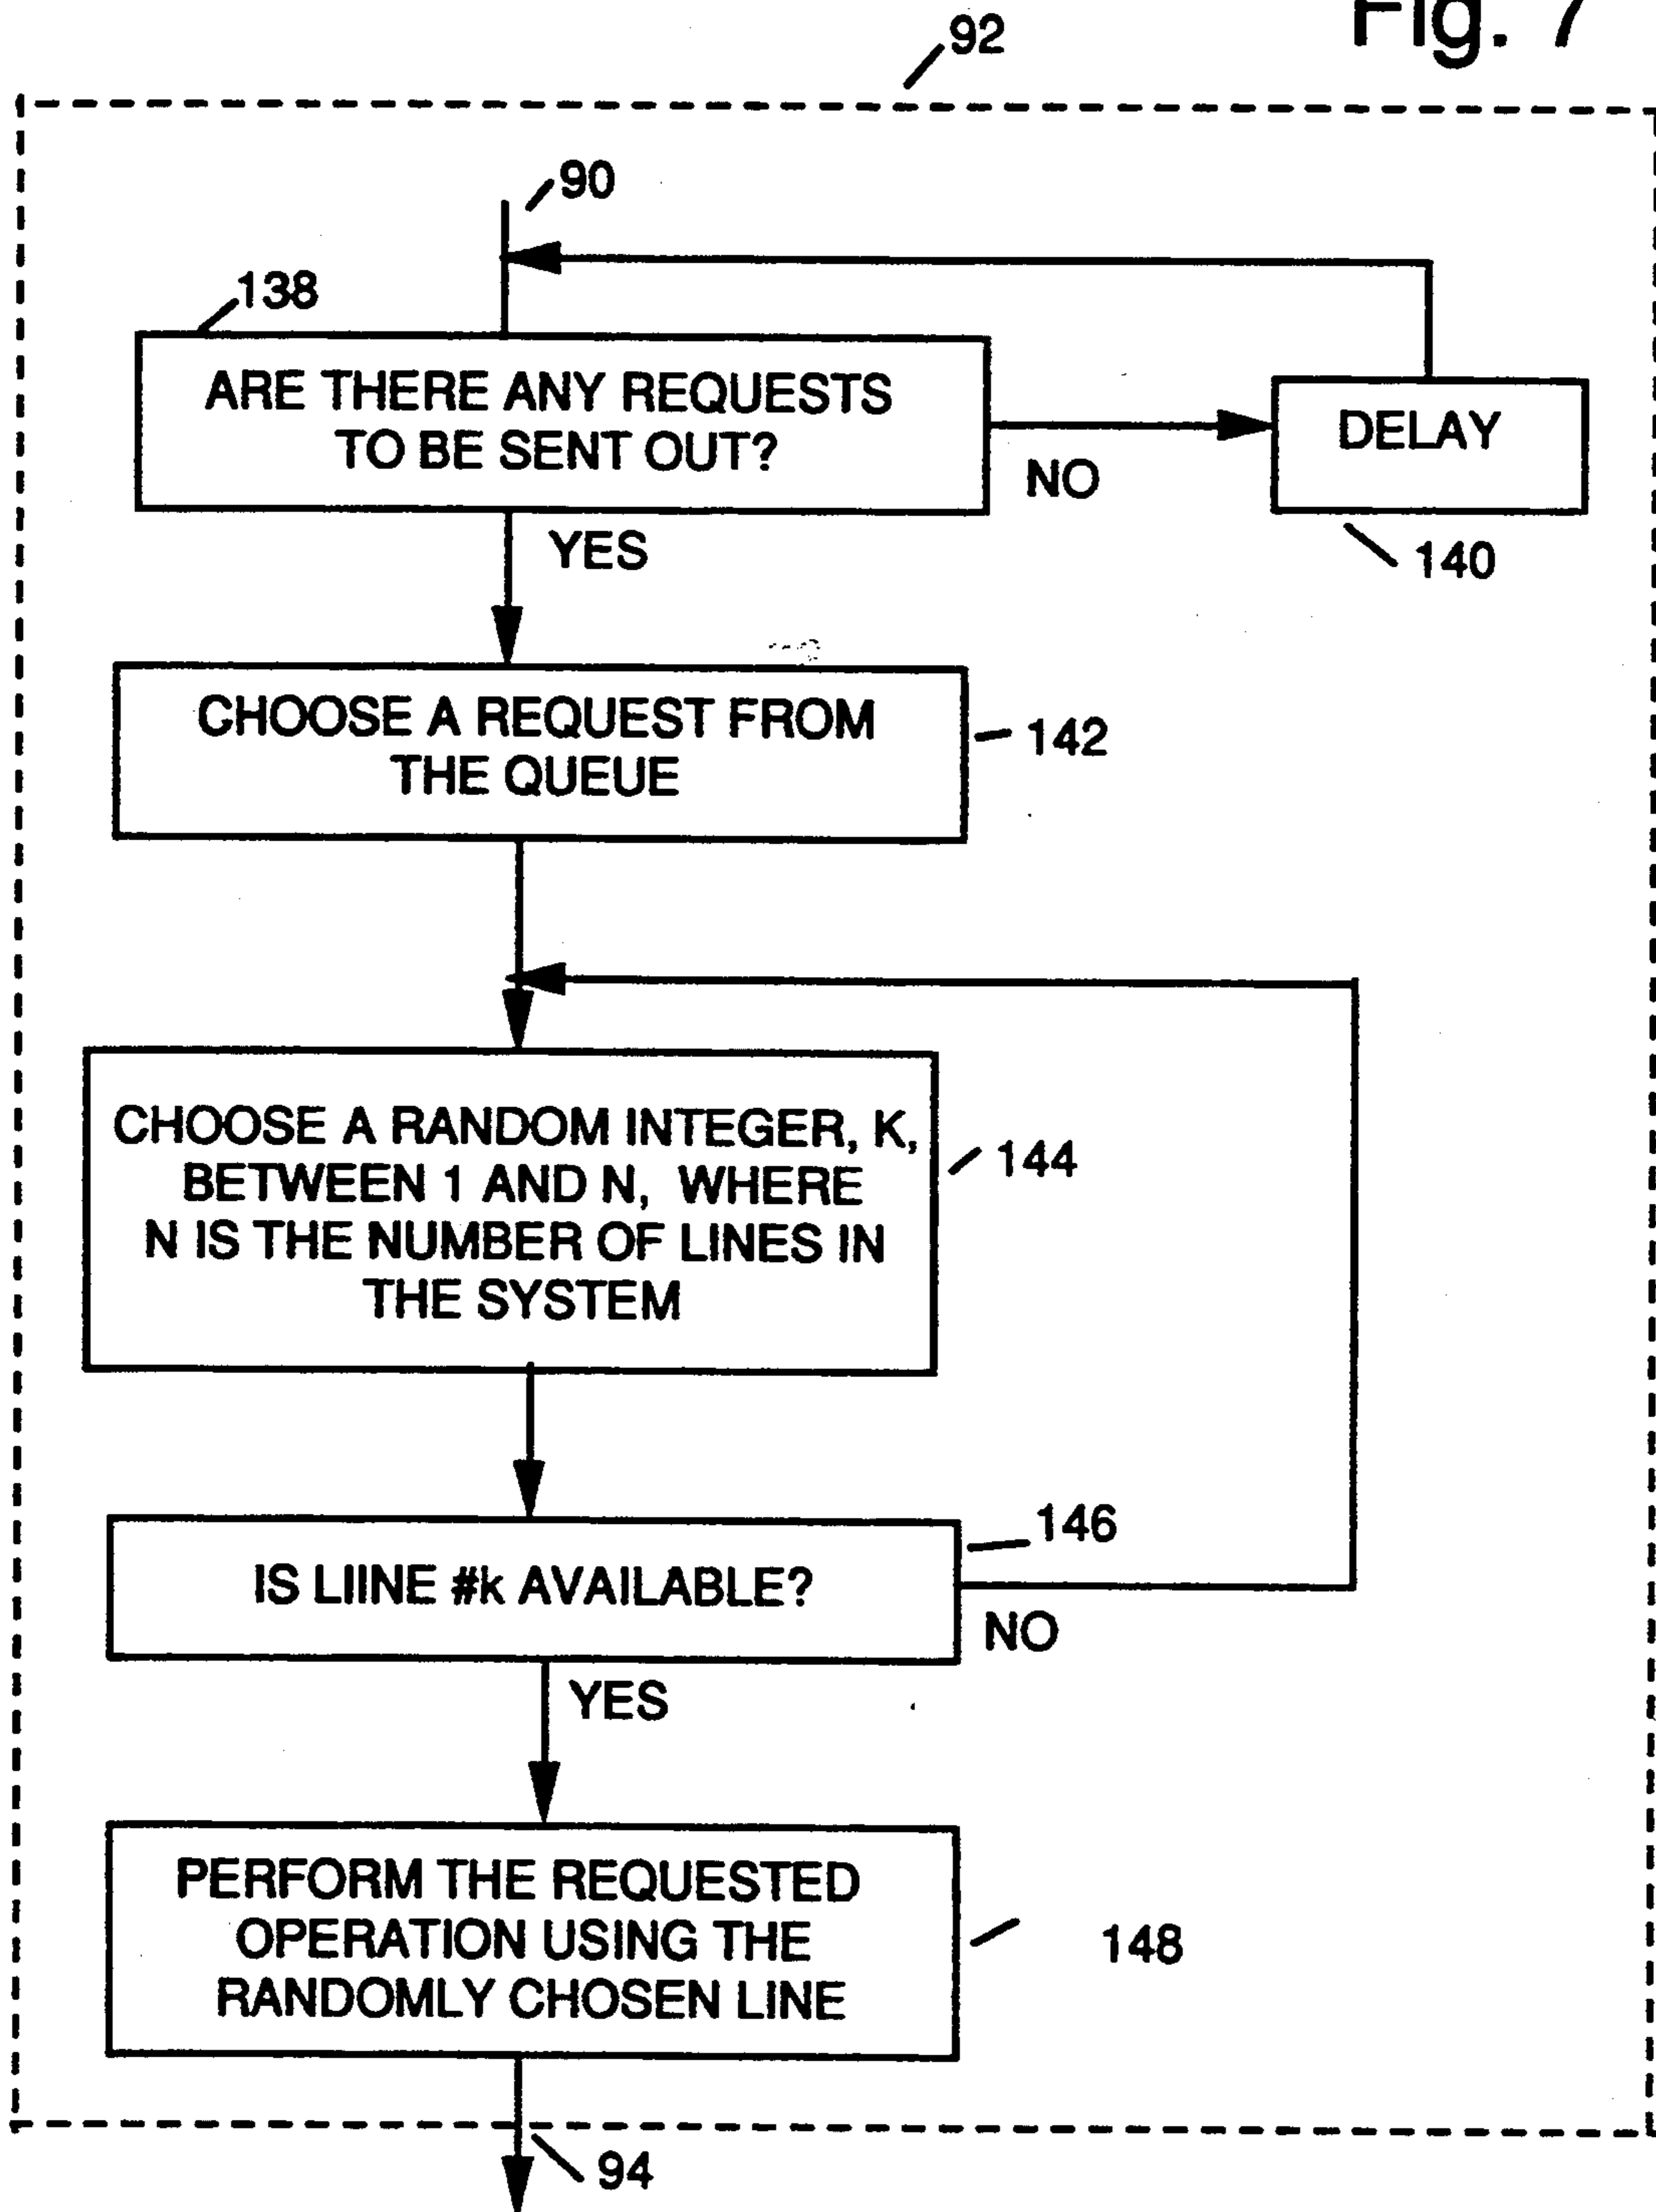 Fig. 7
92
90
138
ARE THERE ANY REQUESTS
TO BE SENT OUT?
NO
DELAY
140
YES
CHOOSE A REQUEST FROM
THE QUEUE
142
CHOOSE A RANDOM INTEGER, K,
BETWEEN 1 AND N, WHERE
N IS THE NUMBER OF LINES IN
THE SYSTEM
144
IS LIINE #k AVAILABLE?
146
NO
YES
PERFORM THE REQUESTED
OPERATION USING THE
RANDOMLY CHOSEN LINE
148
94